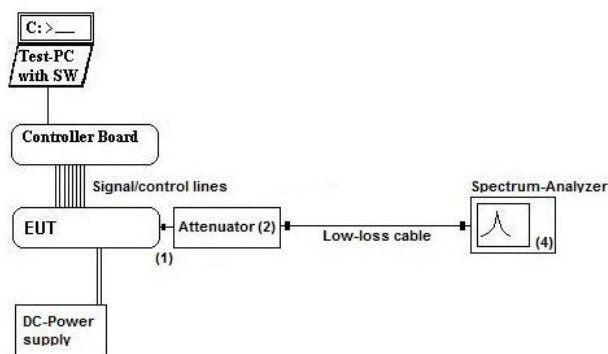 C: >__
Test-PC
with SW
Controller Board
Signal/control lines
Spectrum-Analyzer
EUT
Attenuator (2)
Low-loss cable
(4)
(1)
DC-Power
supply